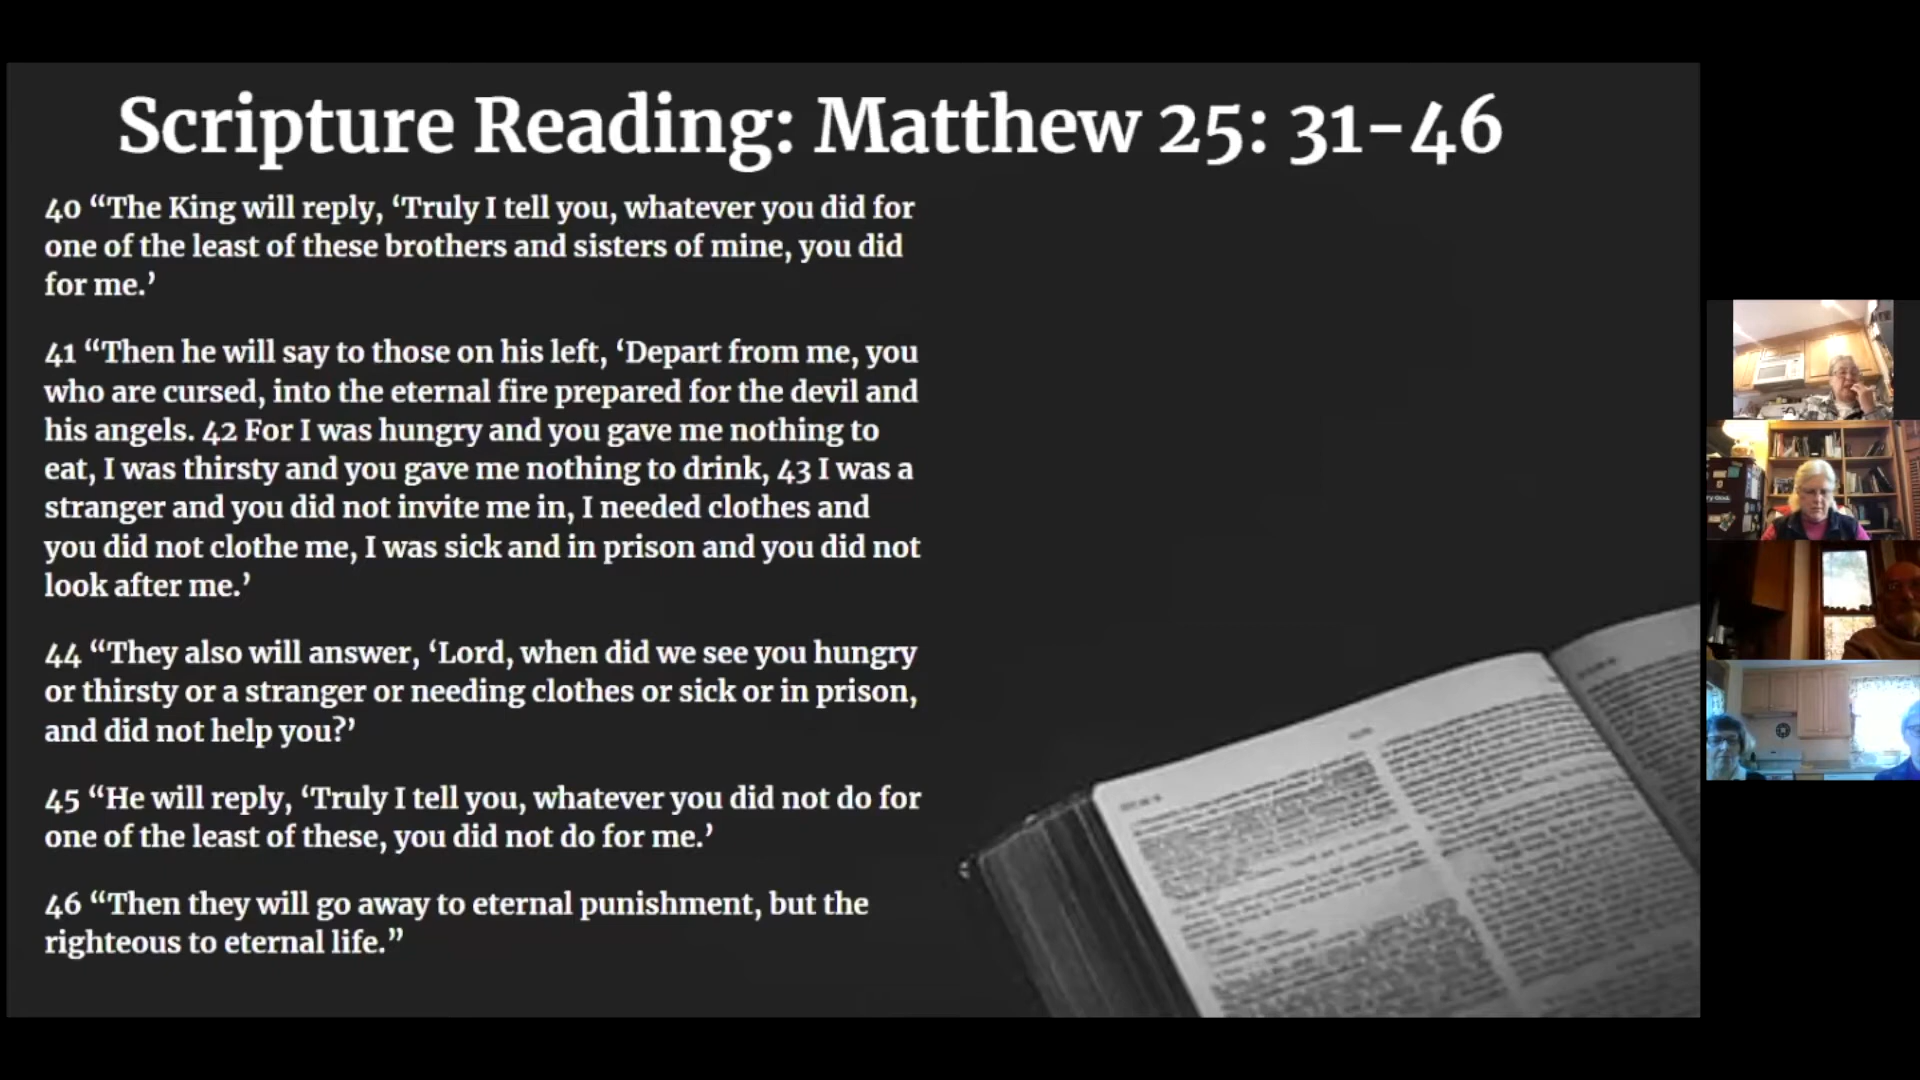 Scripture Reading: Matthew 25: 31-46
40 “The King will reply, ‘Truly I tell you, whatever you did for
one of the least of these brothers and sisters of mine, you did
for me.’
41 “Then he will say to those on his left, ‘Depart from me, you
who are cursed, into the eternal fire prepared for the devil and
his angels. 42 For I was hungry and you gave me nothing to
eat, I was thirsty and you gave me nothing to drink, 43 I was a
stranger and you did not invite me in, I needed clothes and
you did not clothe me, I was sick and in prison and you did not
look after me.’
44 “They also will answer, ‘Lord, when did we see you hungry
or thirsty or a stranger or needing clothes or sick or in prison,
and did not help you?’
45 “He will reply, ‘Truly I tell you, whatever you did not do for
one of the least of these, you did not do for me.’
46 “Then they will go away to eternal punishment, but the
righteous to eternal life.”